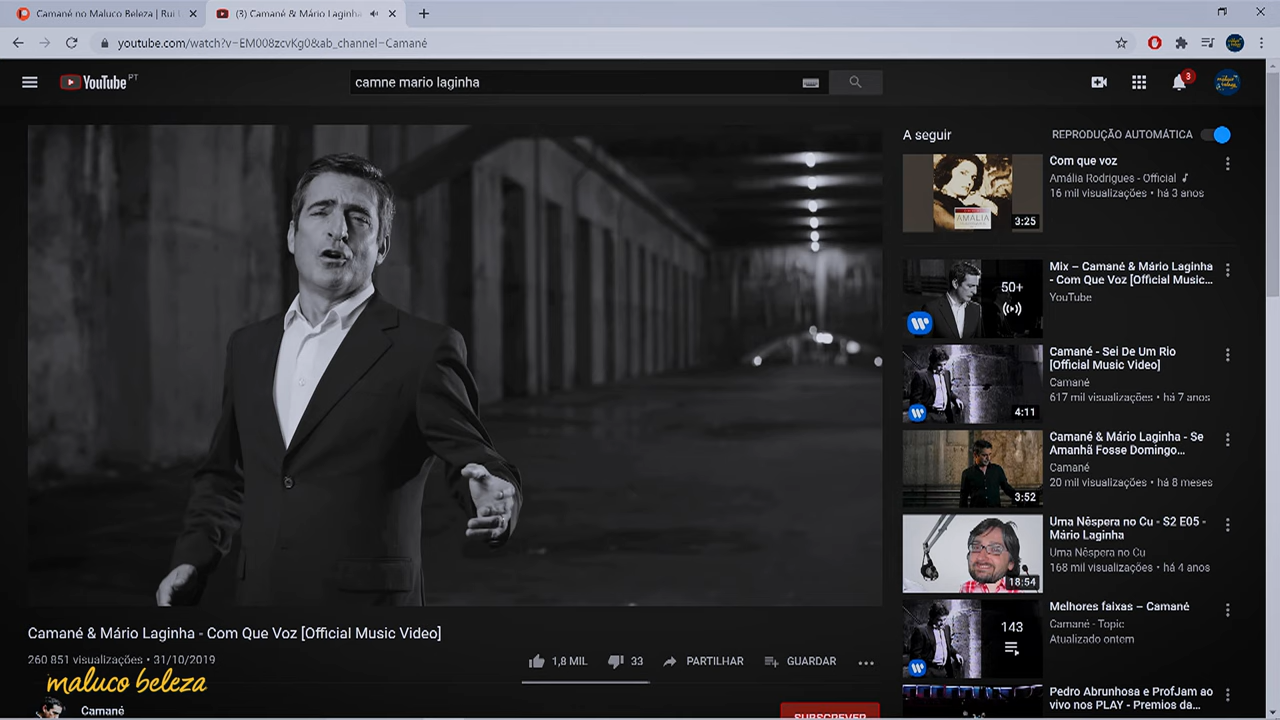 Camané no Maluco Beleza | Rui
(3) Camané & Mário Laginha
youtube.com/watch?v=EM008zcvKg0&ab_channel=Camané
YouTube PT
camne mario laginha
3
maluco beleza
A seguir
REPRODUÇÃO AUTOMÁTICA
Com que voz
Amália Rodrigues - Official
16 mil visualizações • há 3 anos
AMÁLIA
3:25
Mix – Camané & Mário Laginha
- Com Que Voz [Official Music...
YouTube
50+
Camané - Sei De Um Rio
[Official Music Video]
Camané
617 mil visualizações • há 7 anos
4:11
Camané & Mário Laginha - Se
Amanhã Fosse Domingo...
Camané
20 mil visualizações • há 8 meses
3:52
Uma Nêspera no Cu - S2 E05 -
Mário Laginha
Uma Nêspera no Cu
168 mil visualizações • há 4 anos
18:54
Melhores faixas – Camané
Camané - Topic
Atualizado ontem
143
Pedro Abrunhosa e ProfJam ao
vivo nos PLAY - Premios da...
Camané & Mário Laginha - Com Que Voz [Official Music Video]
260 851 visualizações • 31/10/2019
1,8 MIL
33
PARTILHAR
GUARDAR
maluco beleza
Camané
SUBSCREVER